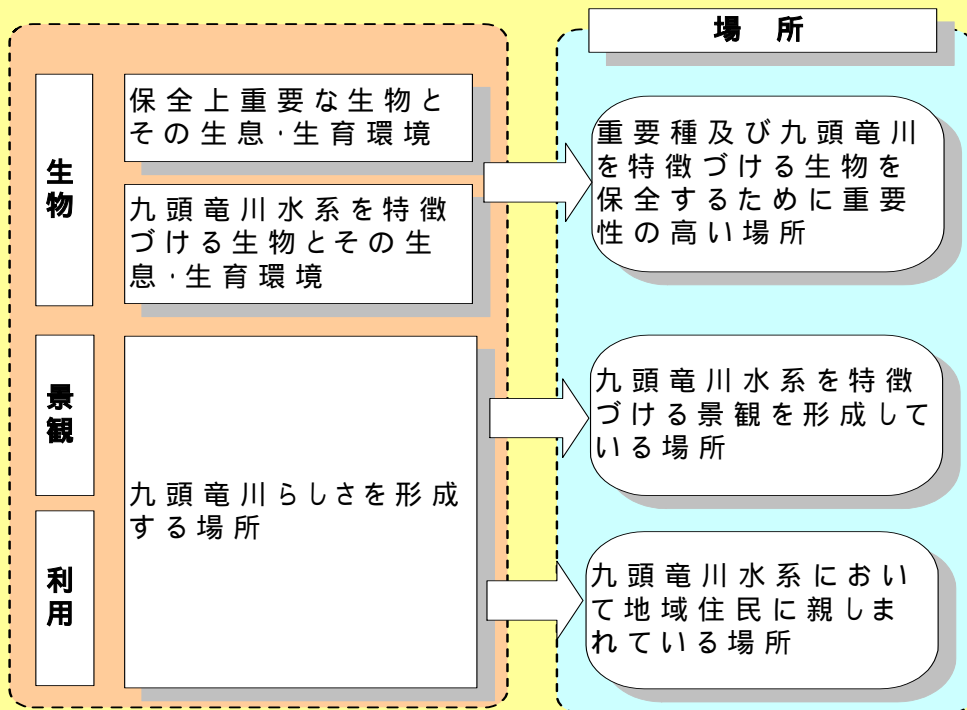 場所
生物
保全上重要な生物と
その生息·生育環境
九頭竜川水系を特徴
づける生物とその生
息·生育環境
重要種及び九頭竜川
を特徴づける生物を
保全するために重要
性の高い場所
景観
利用
九頭竜川らしさを形成
する場所
九頭竜川水系を特徴
づける景観を形成して
いる場所
九頭竜川水系におい
て地域住民に親しま
れている場所